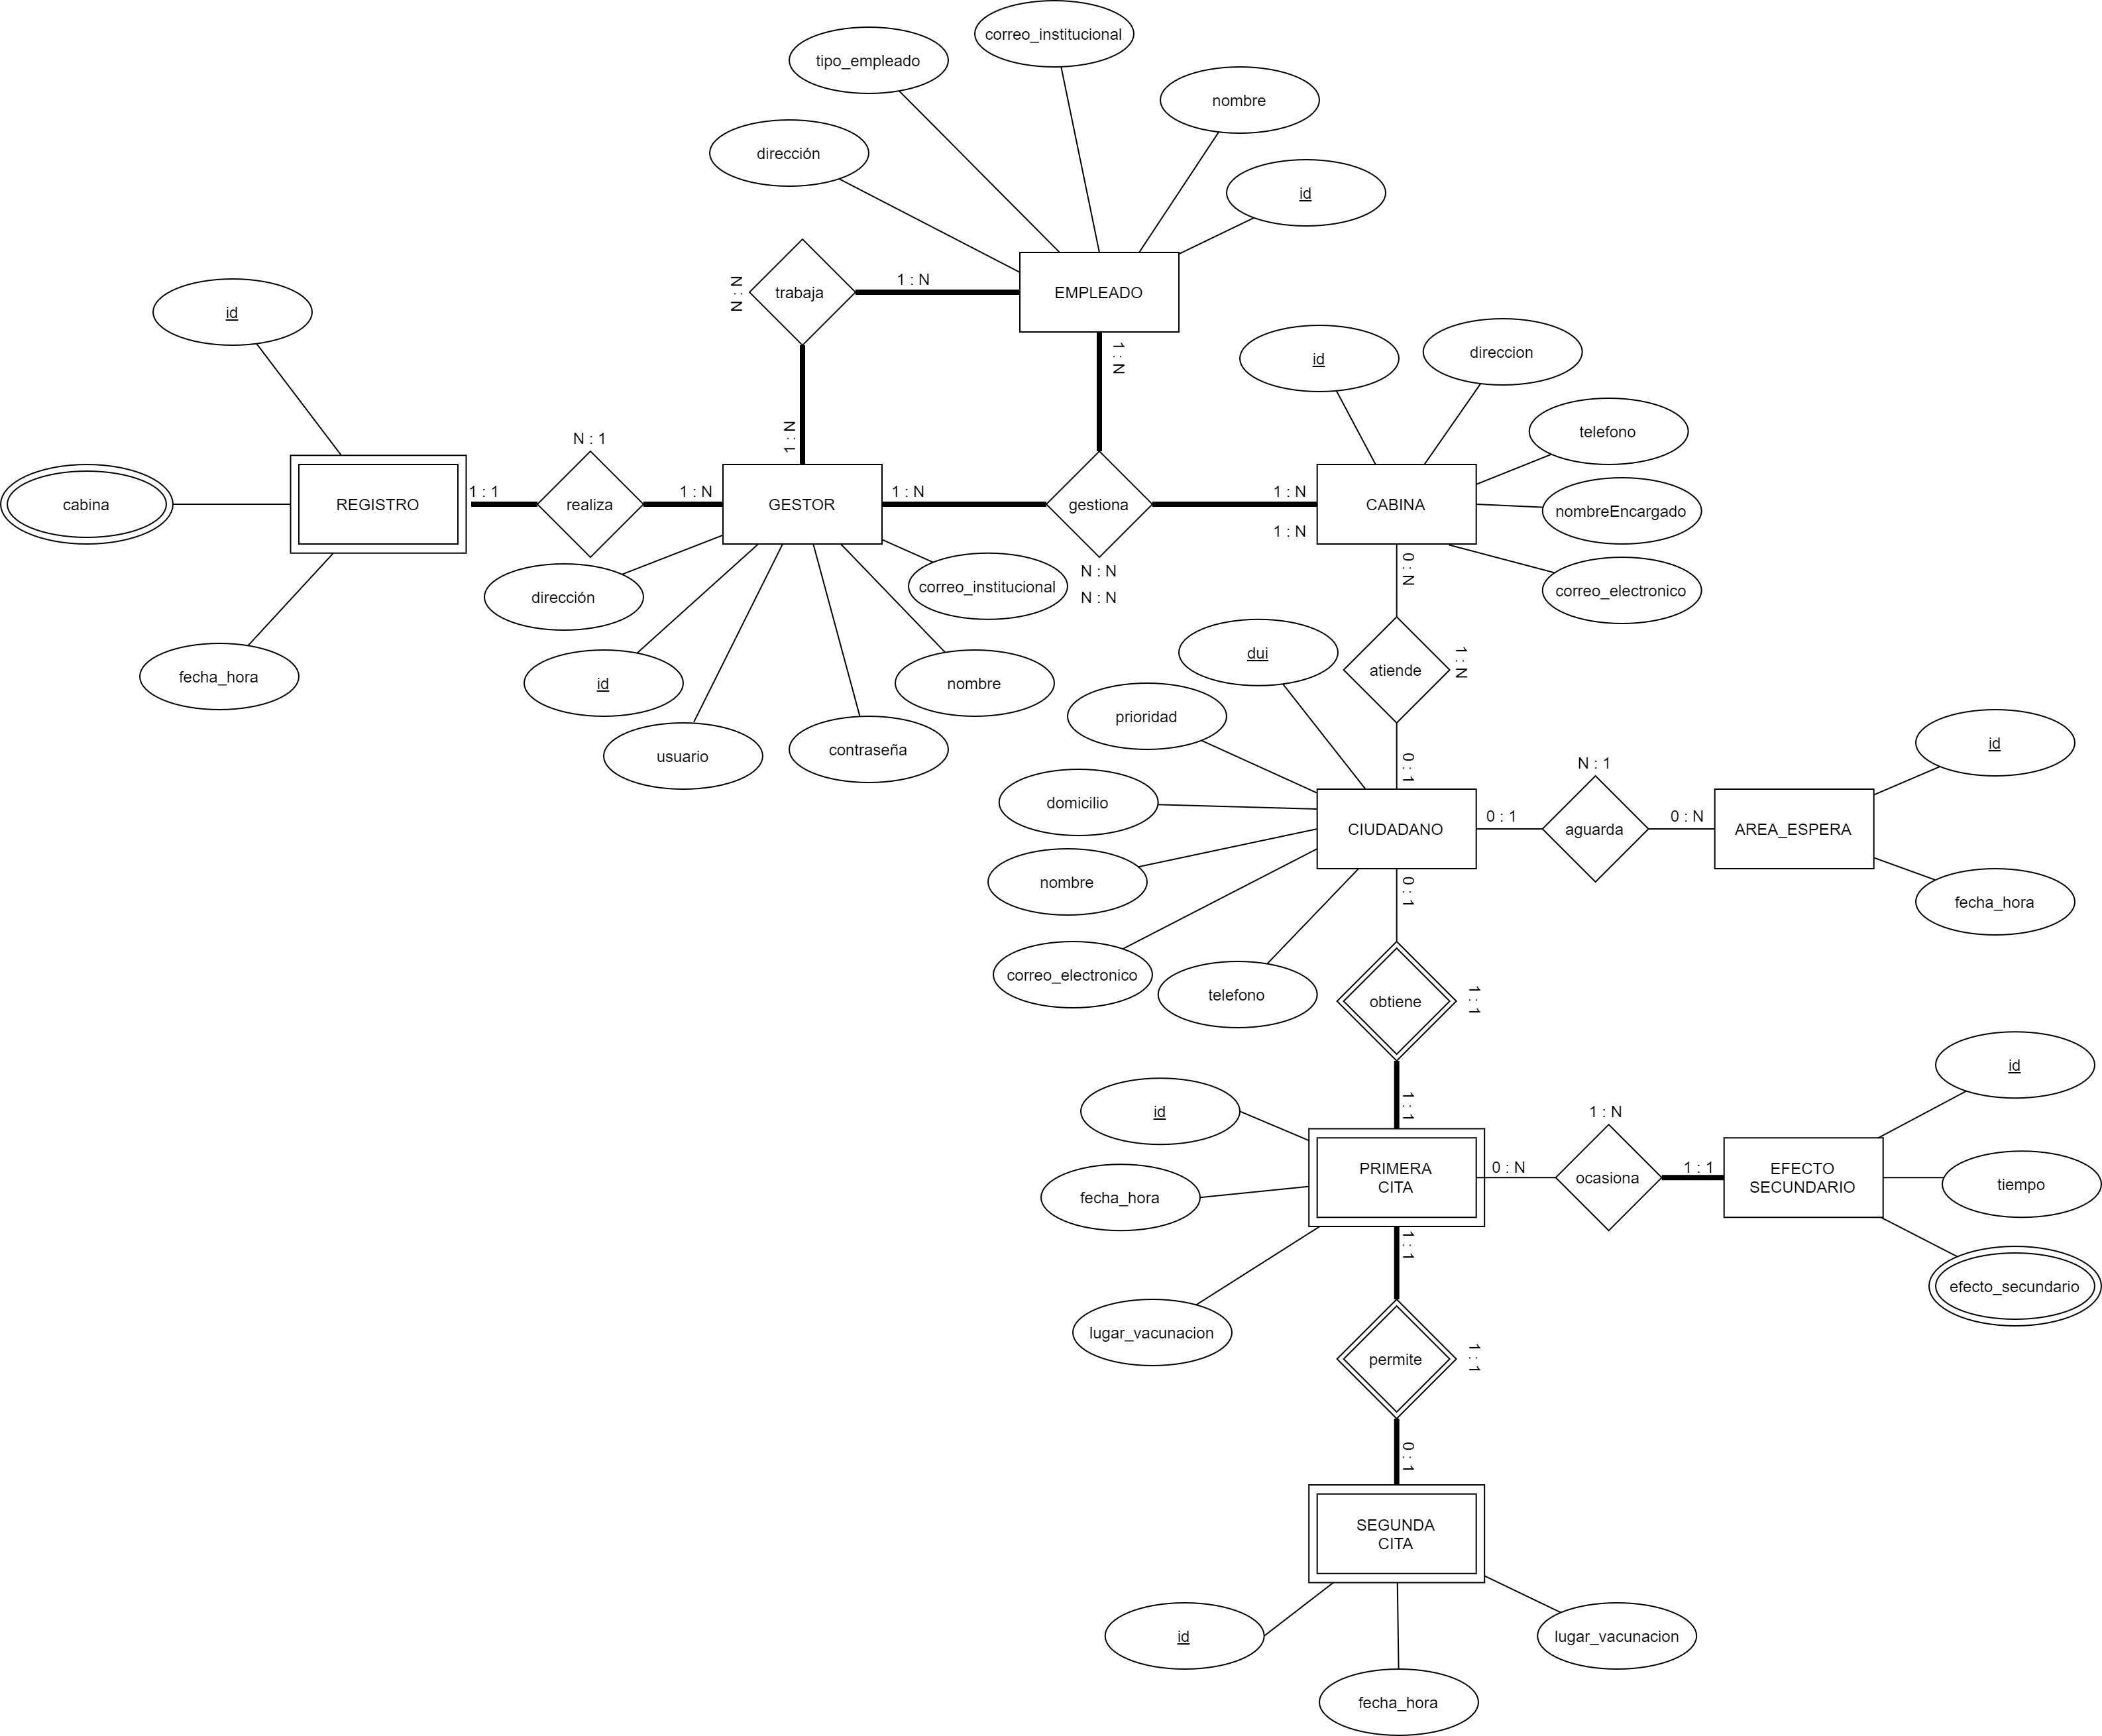 correo_institucional
tipo_empleado
nombre
dirección
id
trabaja
N : N
1 : N
EMPLEADO
id
1 : N
id
direccion
telefono
1 : N
N : 1
cabina
REGISTRO
1 : 1
realiza
1 : N
GESTOR
1 : N
gestiona
1 : N
CABINA
nombreEncargado
1 : N
N : N
N : N
0 : N
correo_electronico
dirección
correo_institucional
fecha_hora
id
nombre
usuario
contraseña
dui
atiende
1 : N
prioridad
0 : 1
N : 1
id
domicilio
CIUDADANO
0 : 1
aguarda
0 : N
AREA_ESPERA
nombre
0 : 1
fecha_hora
correo_electronico
telefono
obtiene
1 : 1
id
id
1 : 1
1 : N
fecha_hora
PRIMERA
CITA
0 : N
ocasiona
1 : 1
EFECTO
SECUNDARIO
tiempo
1 : 1
efecto_secundario
lugar_vacunacion
permite
1 : 1
0 : 1
SEGUNDA
CITA
id
lugar_vacunacion
fecha_hora